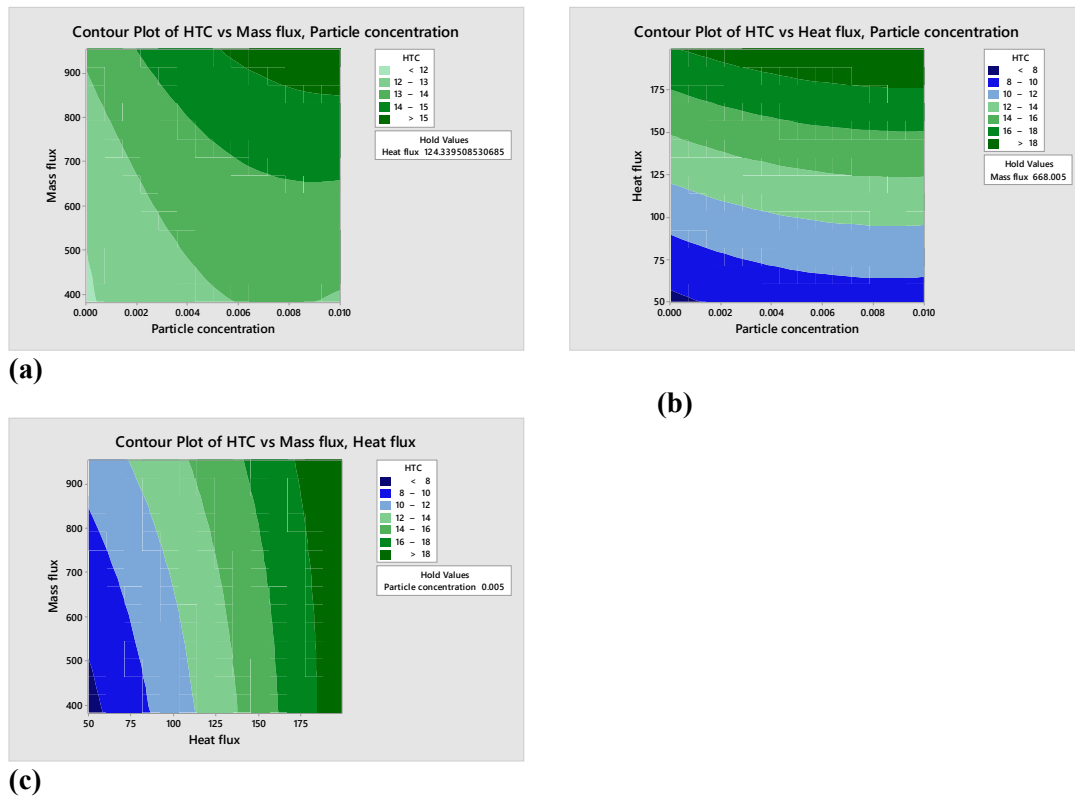 Contour Plot of HTC vs Mass flux, Particle concentration
HTC
< 12
12 – 13
13 – 14
14 – 15
> 15
Hold Values
Heat flux 124.339508530685
Mass flux
900
800
700
600
500
400
0.000 0.002 0.004 0.006 0.008 0.010
Particle concentration
(a)
Contour Plot of HTC vs Heat flux, Particle concentration
HTC
< 8
8 – 10
10 – 12
12 – 14
14 – 16
16 – 18
> 18
Hold Values
Mass flux 668.005
Heat flux
175
150
125
100
75
50
0.000 0.002 0.004 0.006 0.008 0.010
Particle concentration
(b)
Contour Plot of HTC vs Mass flux, Heat flux
HTC
< 8
8 – 10
10 – 12
12 – 14
14 – 16
16 – 18
> 18
Hold Values
Particle concentration 0.005
Mass flux
900
800
700
600
500
400
50 75 100 125 150 175
Heat flux
(c)